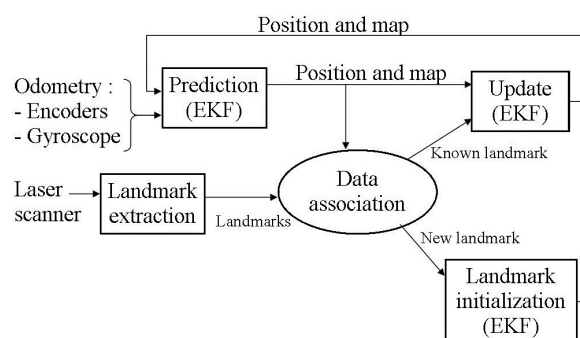 Position and map
Odometry :
- Encoders
- Gyroscope
Prediction
(EKF)
Position and map
Update
(EKF)
Known landmark
Laser
scanner
Landmark
extraction
Landmarks
Data
association
New landmark
Landmark
initialization
(EKF)